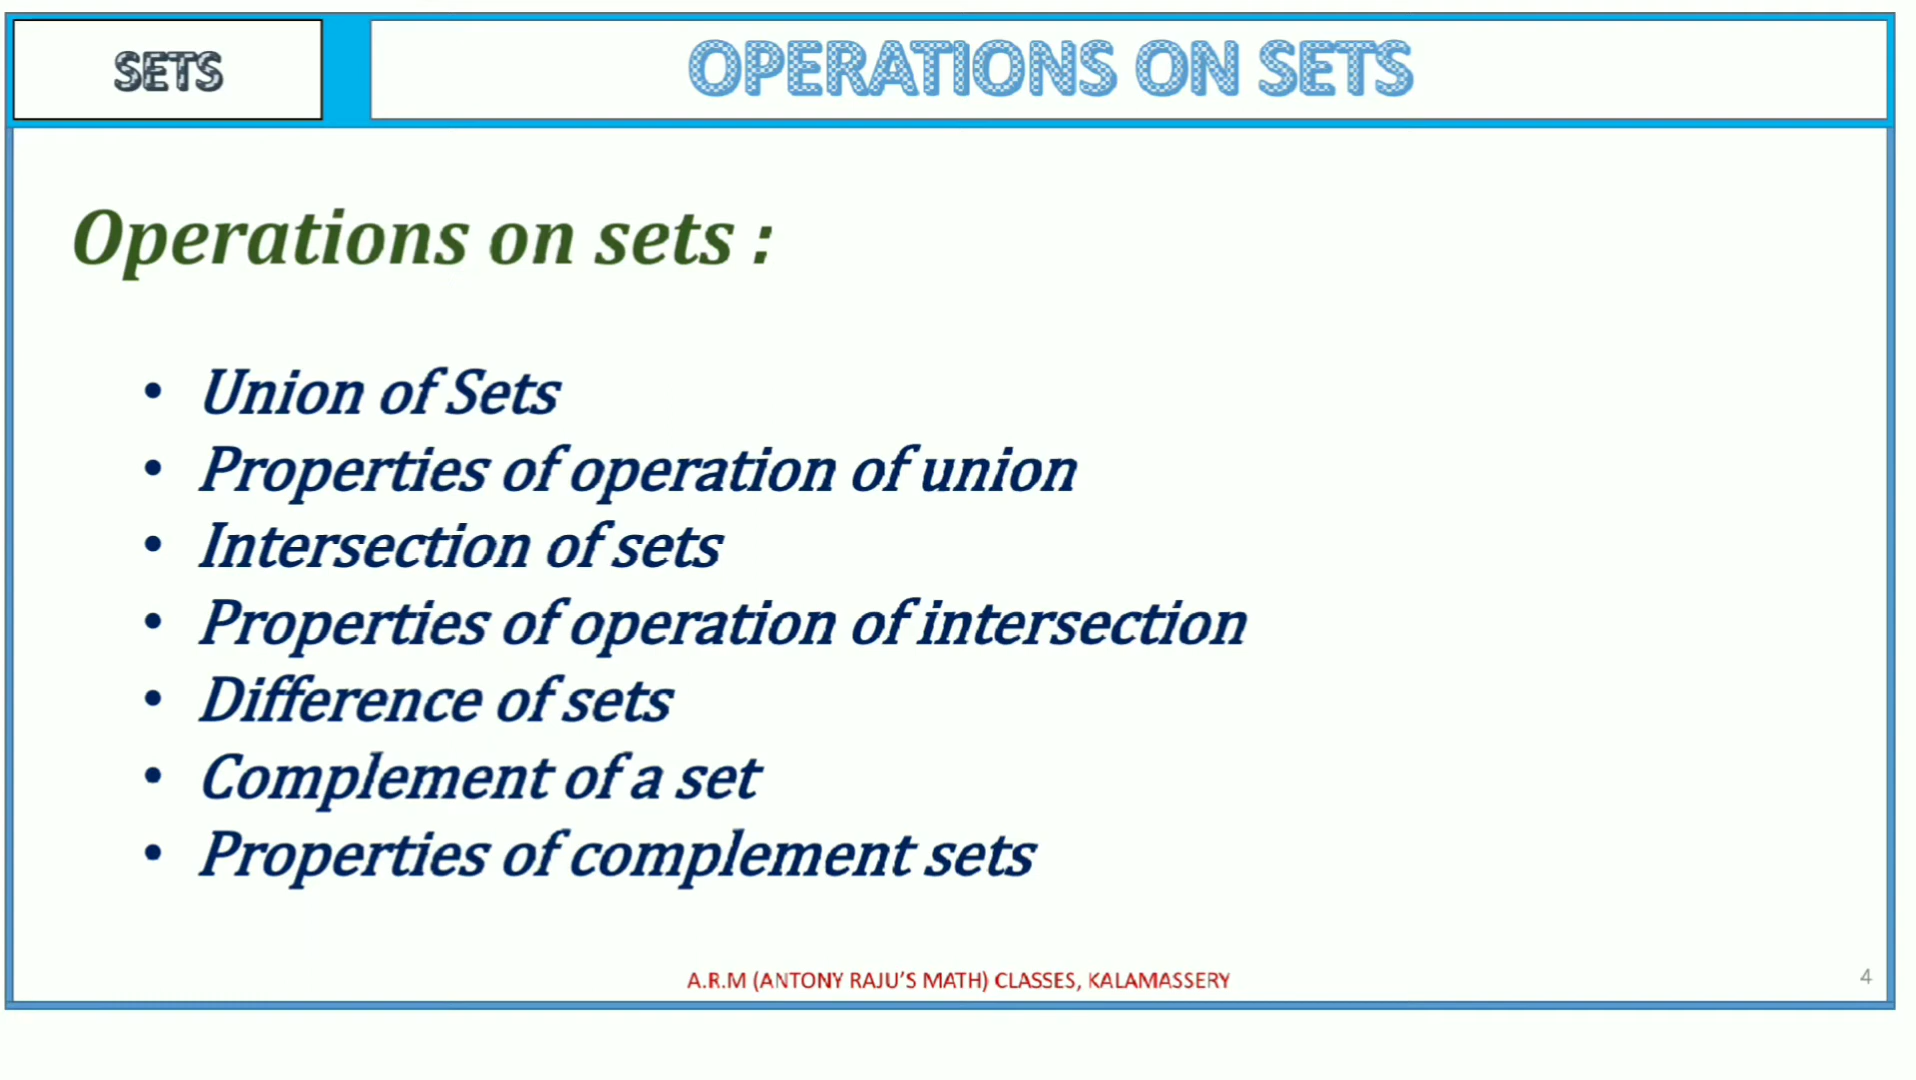 SETS
OPERATIONS ON SETS
Operations on sets :
• Union of Sets
• Properties of operation of union
• Intersection of sets
• Properties of operation of intersection
• Difference of sets
• Complement of a set
• Properties of complement sets
A.R.M (ANTONY RAJU’S MATH) CLASSES, KALAMASSERY
4